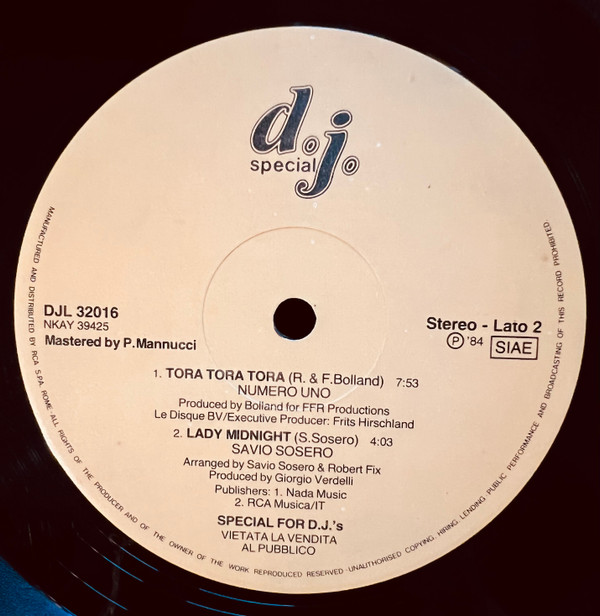 d.j.
special
DJL 32016
NKAY 39425
Mastered by P.Mannucci
Stereo - Lato 2
Ⓟ '84 SIAE
1. TORA TORA TORA (R. & F.Bolland) 7:53
NUMERO UNO
Produced by Bolland for FFR Productions
Le Disque BV/Executive Producer: Frits Hirschland
2. LADY MIDNIGHT (S.Sosero) 4:03
SAVIO SOSERO
Arranged by Savio Sosero & Robert Fix
Produced by Giorgio Verdelli
Publishers: 1. Nada Music
2. RCA Musica/IT
SPECIAL FOR D.J.'s
VIETATA LA VENDITA
AL PUBBLICO
MANUFACTURED AND DISTRIBUTED BY RCA S.P.A. ROME ALL RIGHTS OF THE PRODUCER AND OF THE OWNER OF THE WORK REPRODUCED RESERVED - UNAUTHORISED COPYING, HIRING, LENDING, PUBLIC PERFORMANCE AND BROADCASTING OF THIS RECORD PROHIBITED.